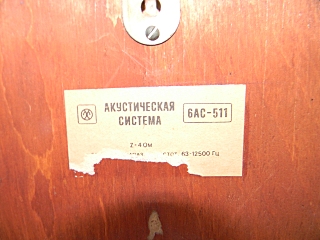 АКУСТИЧЕСКАЯ
СИСТЕМА
6АС-511
Z-4 ОМ
63-12500 Гц